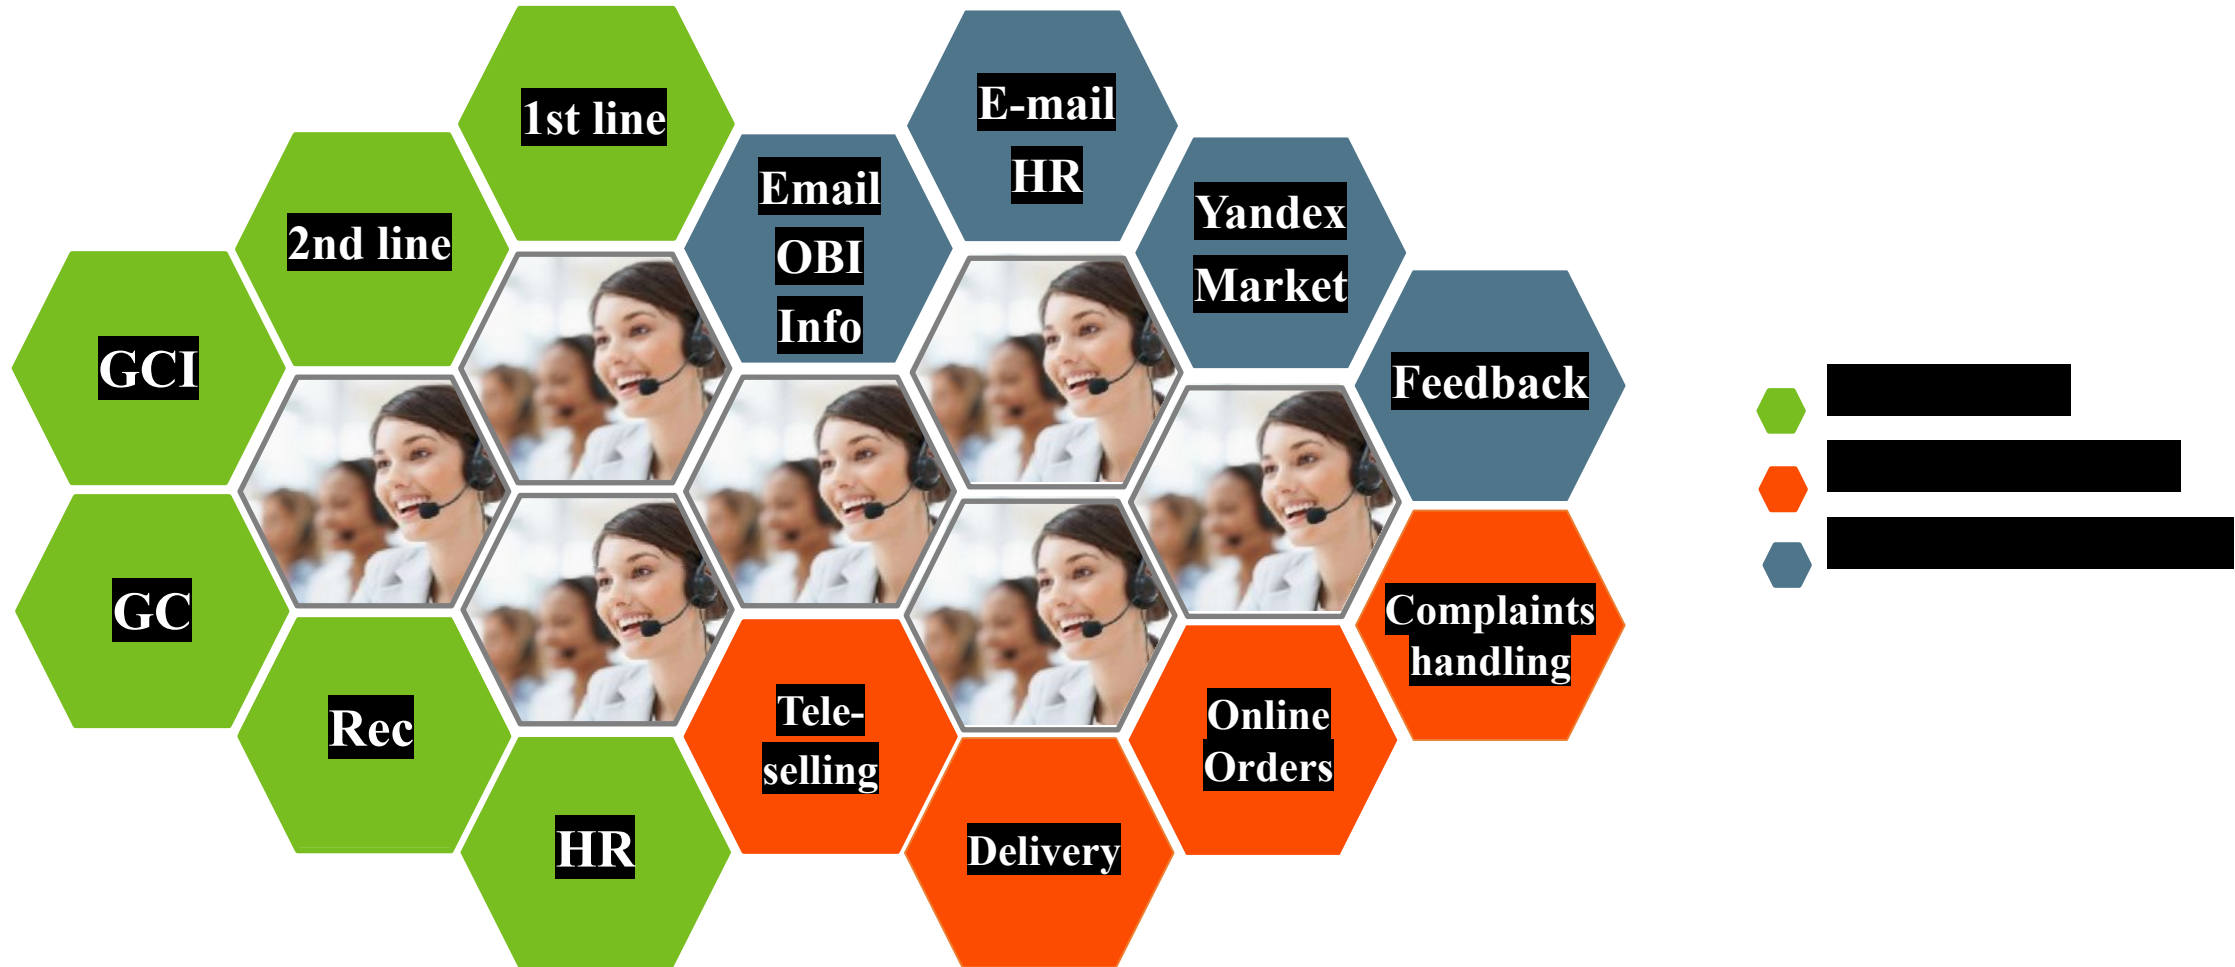 1st line
2nd line
GCI
GC
Rec
HR
Email
OBI
Info
E-mail
HR
Yandex
Market
Feedback
Complaints
handling
Online
Orders
Tele-
selling
Delivery